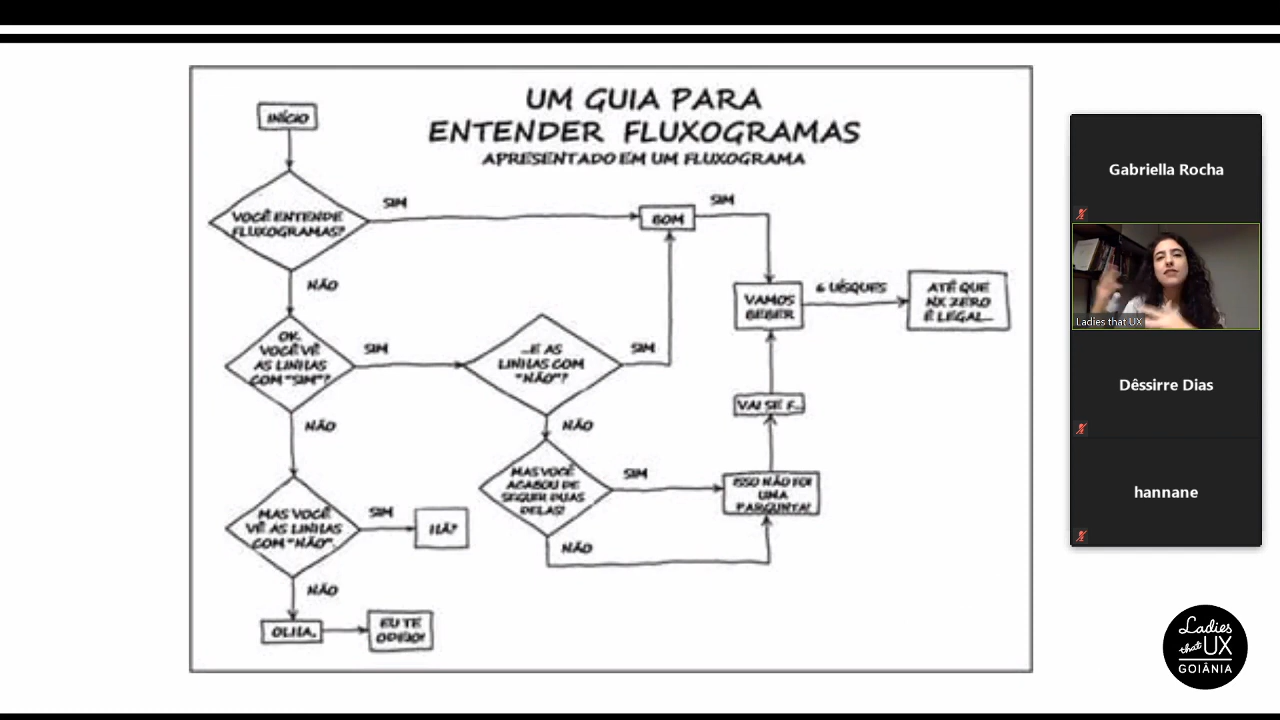 UM GUIA PARA
ENTENDER FLUXOGRAMAS
APRESENTADO EM UM FLUXOGRAMA
INÍCIO
VOCÊ ENTENDE
FLUXOGRAMAS?
SIM
BOM
SIM
NÃO
VAMOS
BEBER
6 UÍSQUES
ATÉ QUE
NX ZERO
É LEGAL...
OK.
VOCÊ VÊ
AS LINHAS
COM "SIM"?
SIM
...E AS
LINHAS COM
"NÃO"?
SIM
NÃO
NÃO
VAI SE F...
MAS VOCÊ
ACABOU DE
SEGUIR DUAS
DELAS!
SIM
ISSO NÃO FOI
UMA
PARGUNTA!
NÃO
MAS VOCÊ
VÊ AS LINHAS
COM "NÃO".
SIM
HÃ?
NÃO
OLHA.
EU TE
ODEIO!
Gabriella Rocha
Ladies that UX
Dêssirre Dias
hannane
Ladies
that UX
GOIÂNIA